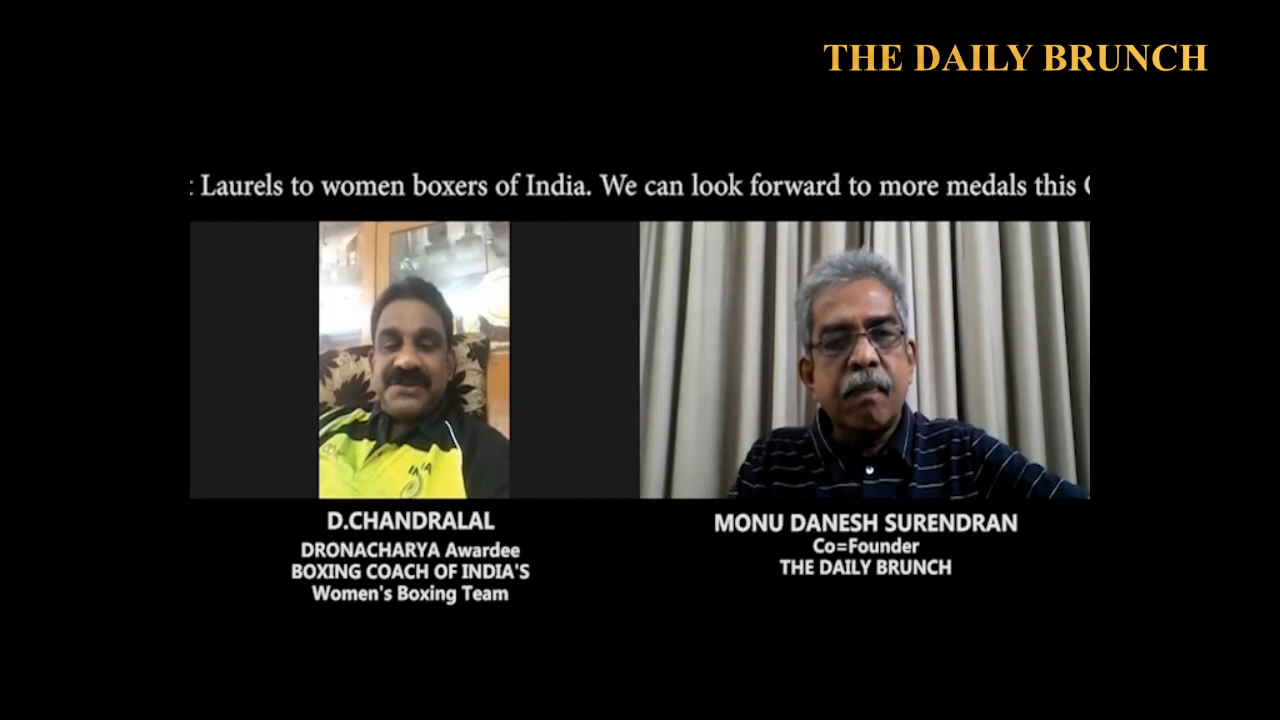 THE DAILY BRUNCH
: Laurels to women boxers of India. We can look forward to more medals this
D.CHANDRALAL
DRONACHARYA Awardee
BOXING COACH OF INDIA'S
Women's Boxing Team
MONU DANESH SURENDRAN
Co=Founder
THE DAILY BRUNCH